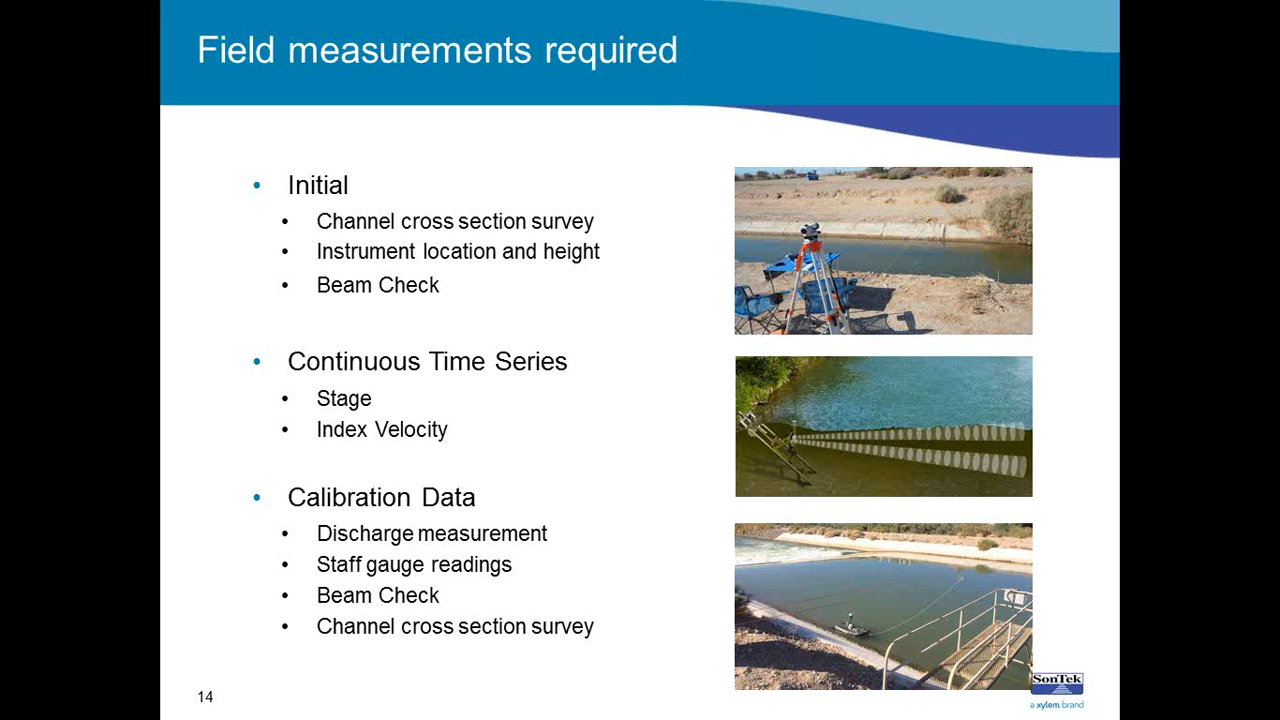 Field measurements required
• Initial
• Channel cross section survey
• Instrument location and height
• Beam Check
• Continuous Time Series
• Stage
• Index Velocity
• Calibration Data
• Discharge measurement
• Staff gauge readings
• Beam Check
• Channel cross section survey
14
SonTek
a xylem brand